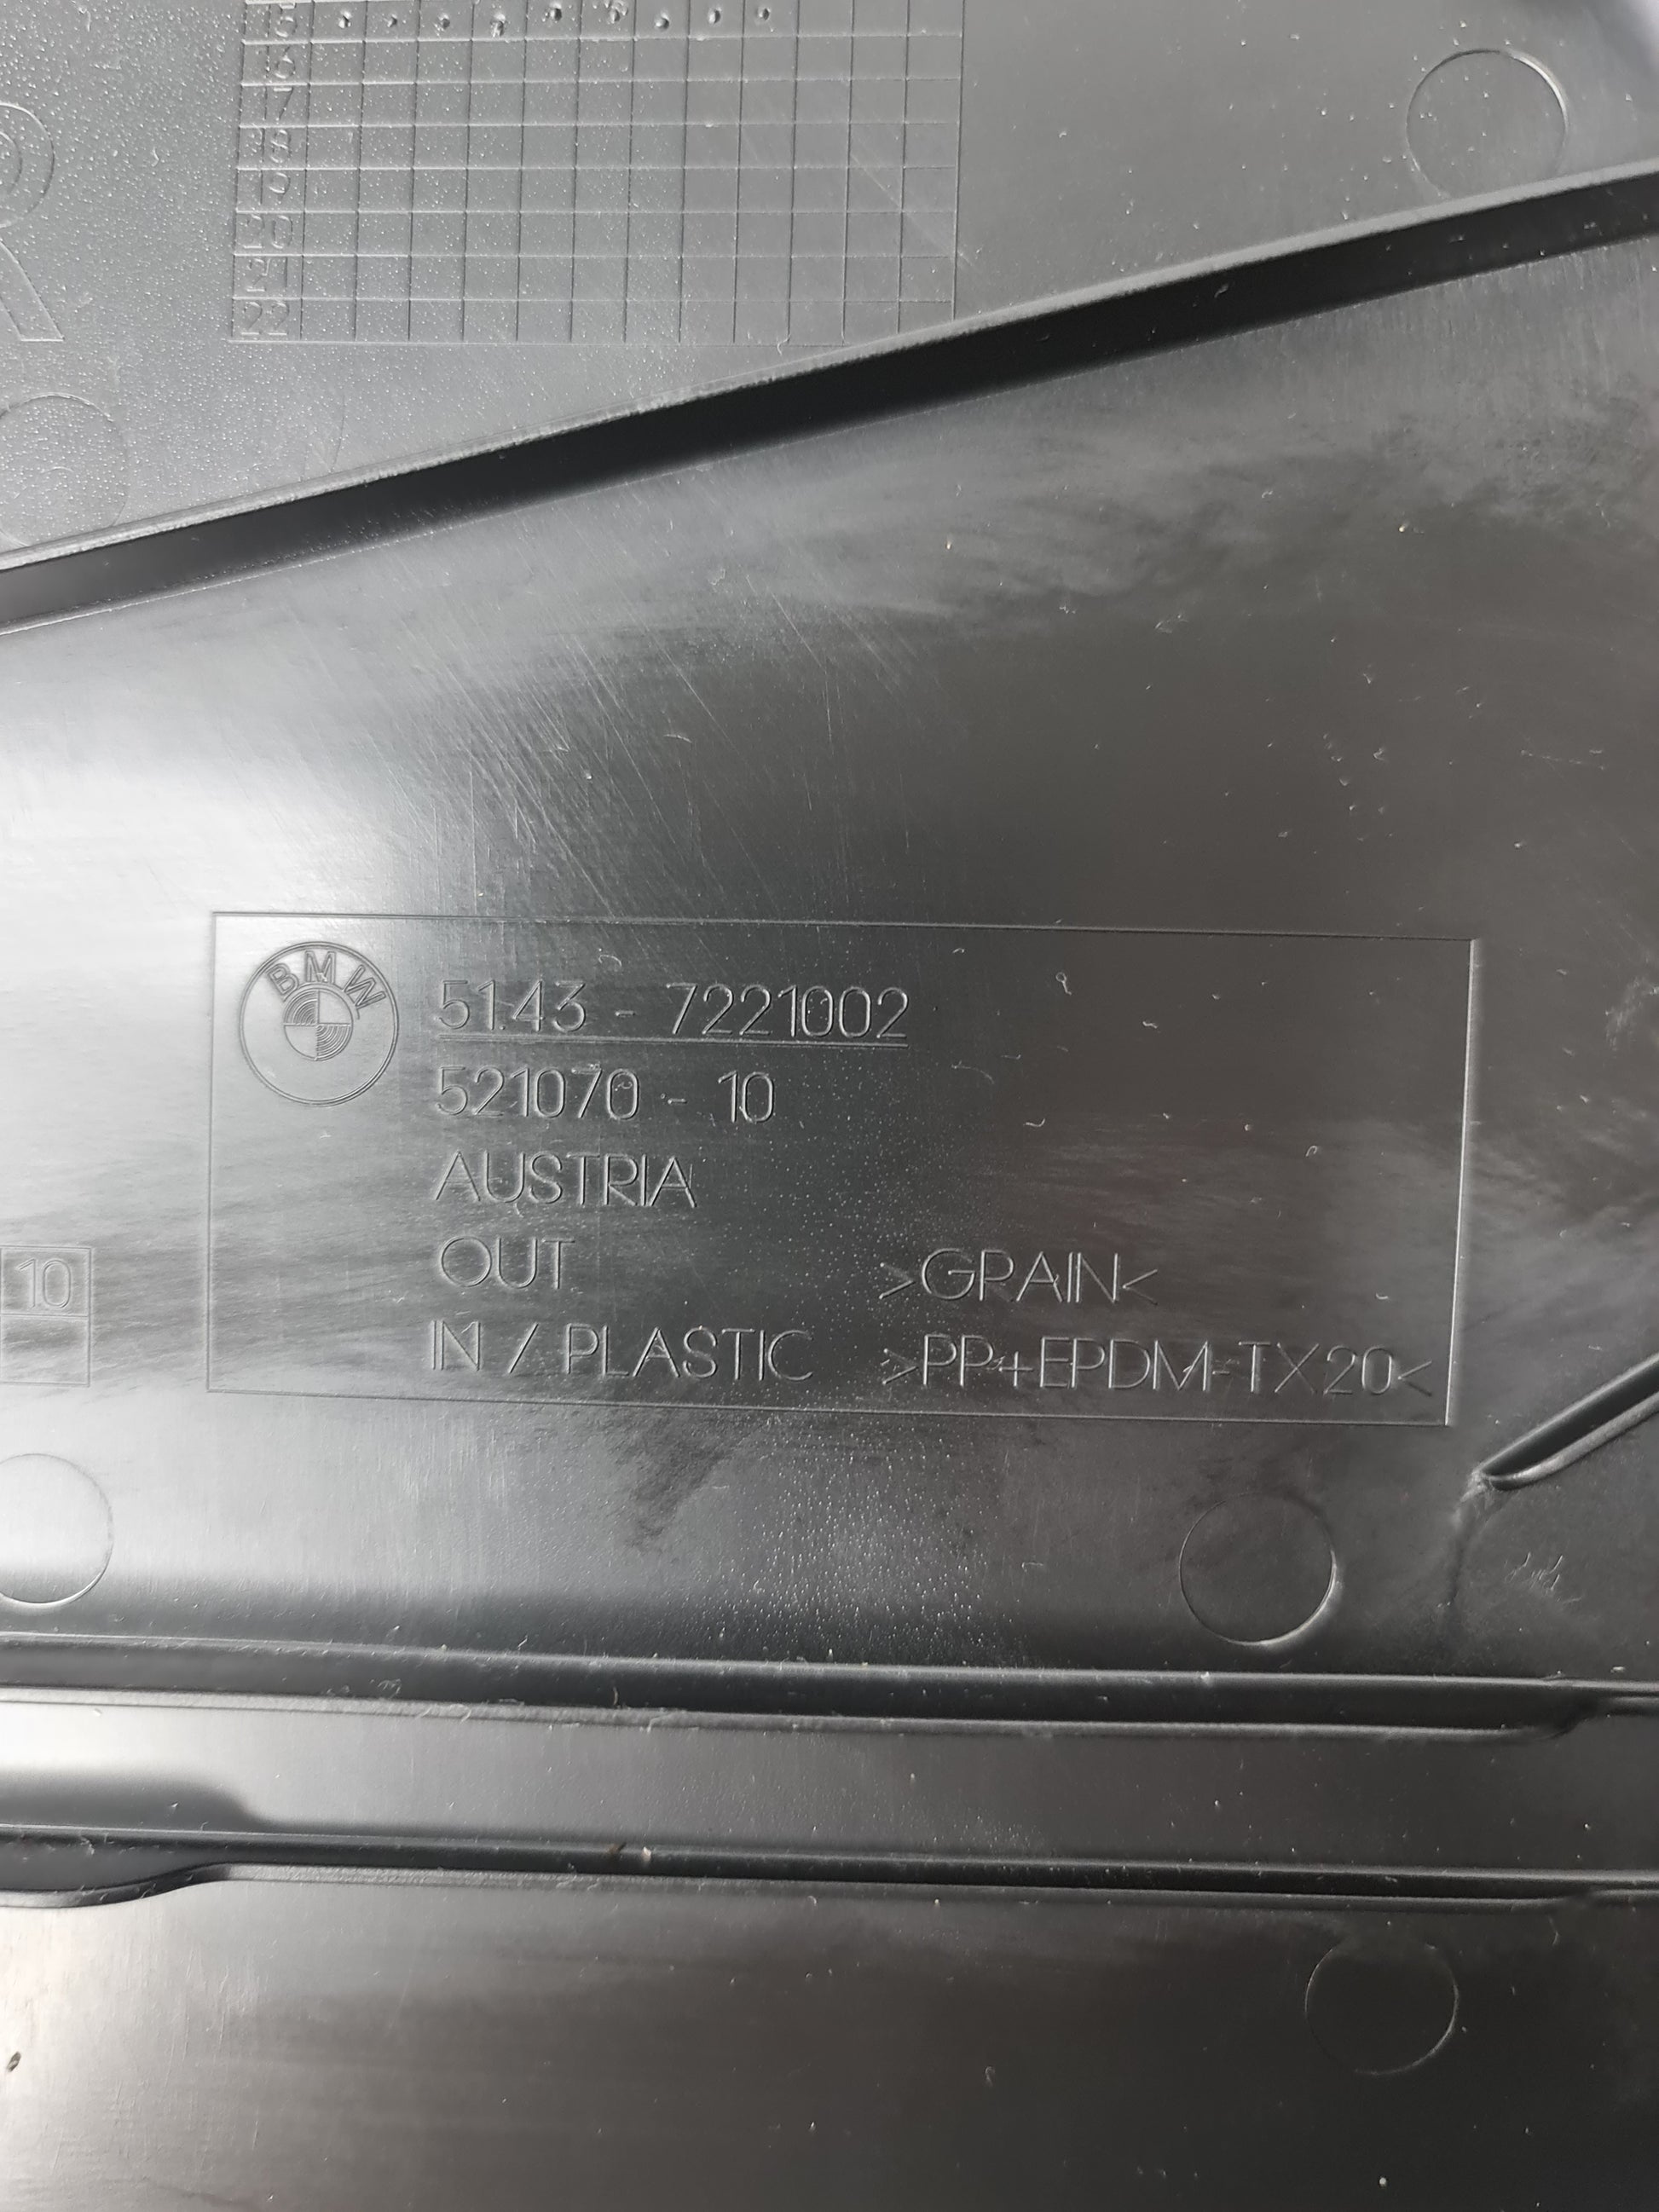 15
16
17
18
19
20
21
22
BMW
51.43 - 7221002
521070 - 10
AUSTRIA
OUT >GRAIN<
IN / PLASTIC >PP+EPDM-TX20<
10